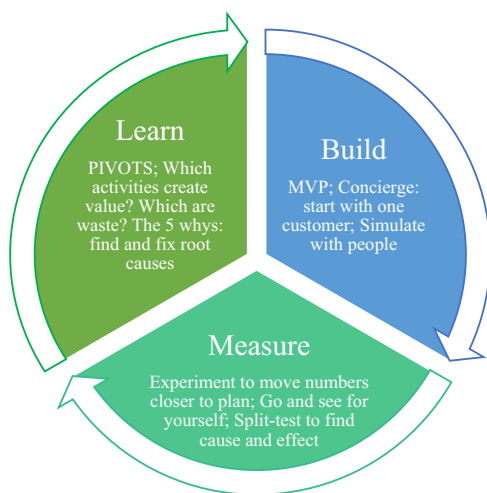 Learn
PIVOTS; Which
activities create
value? Which are
waste? The 5 whys:
find and fix root
causes
Build
MVP; Concierge:
start with one
customer; Simulate
with people
Measure
Experiment to move numbers
closer to plan; Go and see for
yourself; Split-test to find
cause and effect